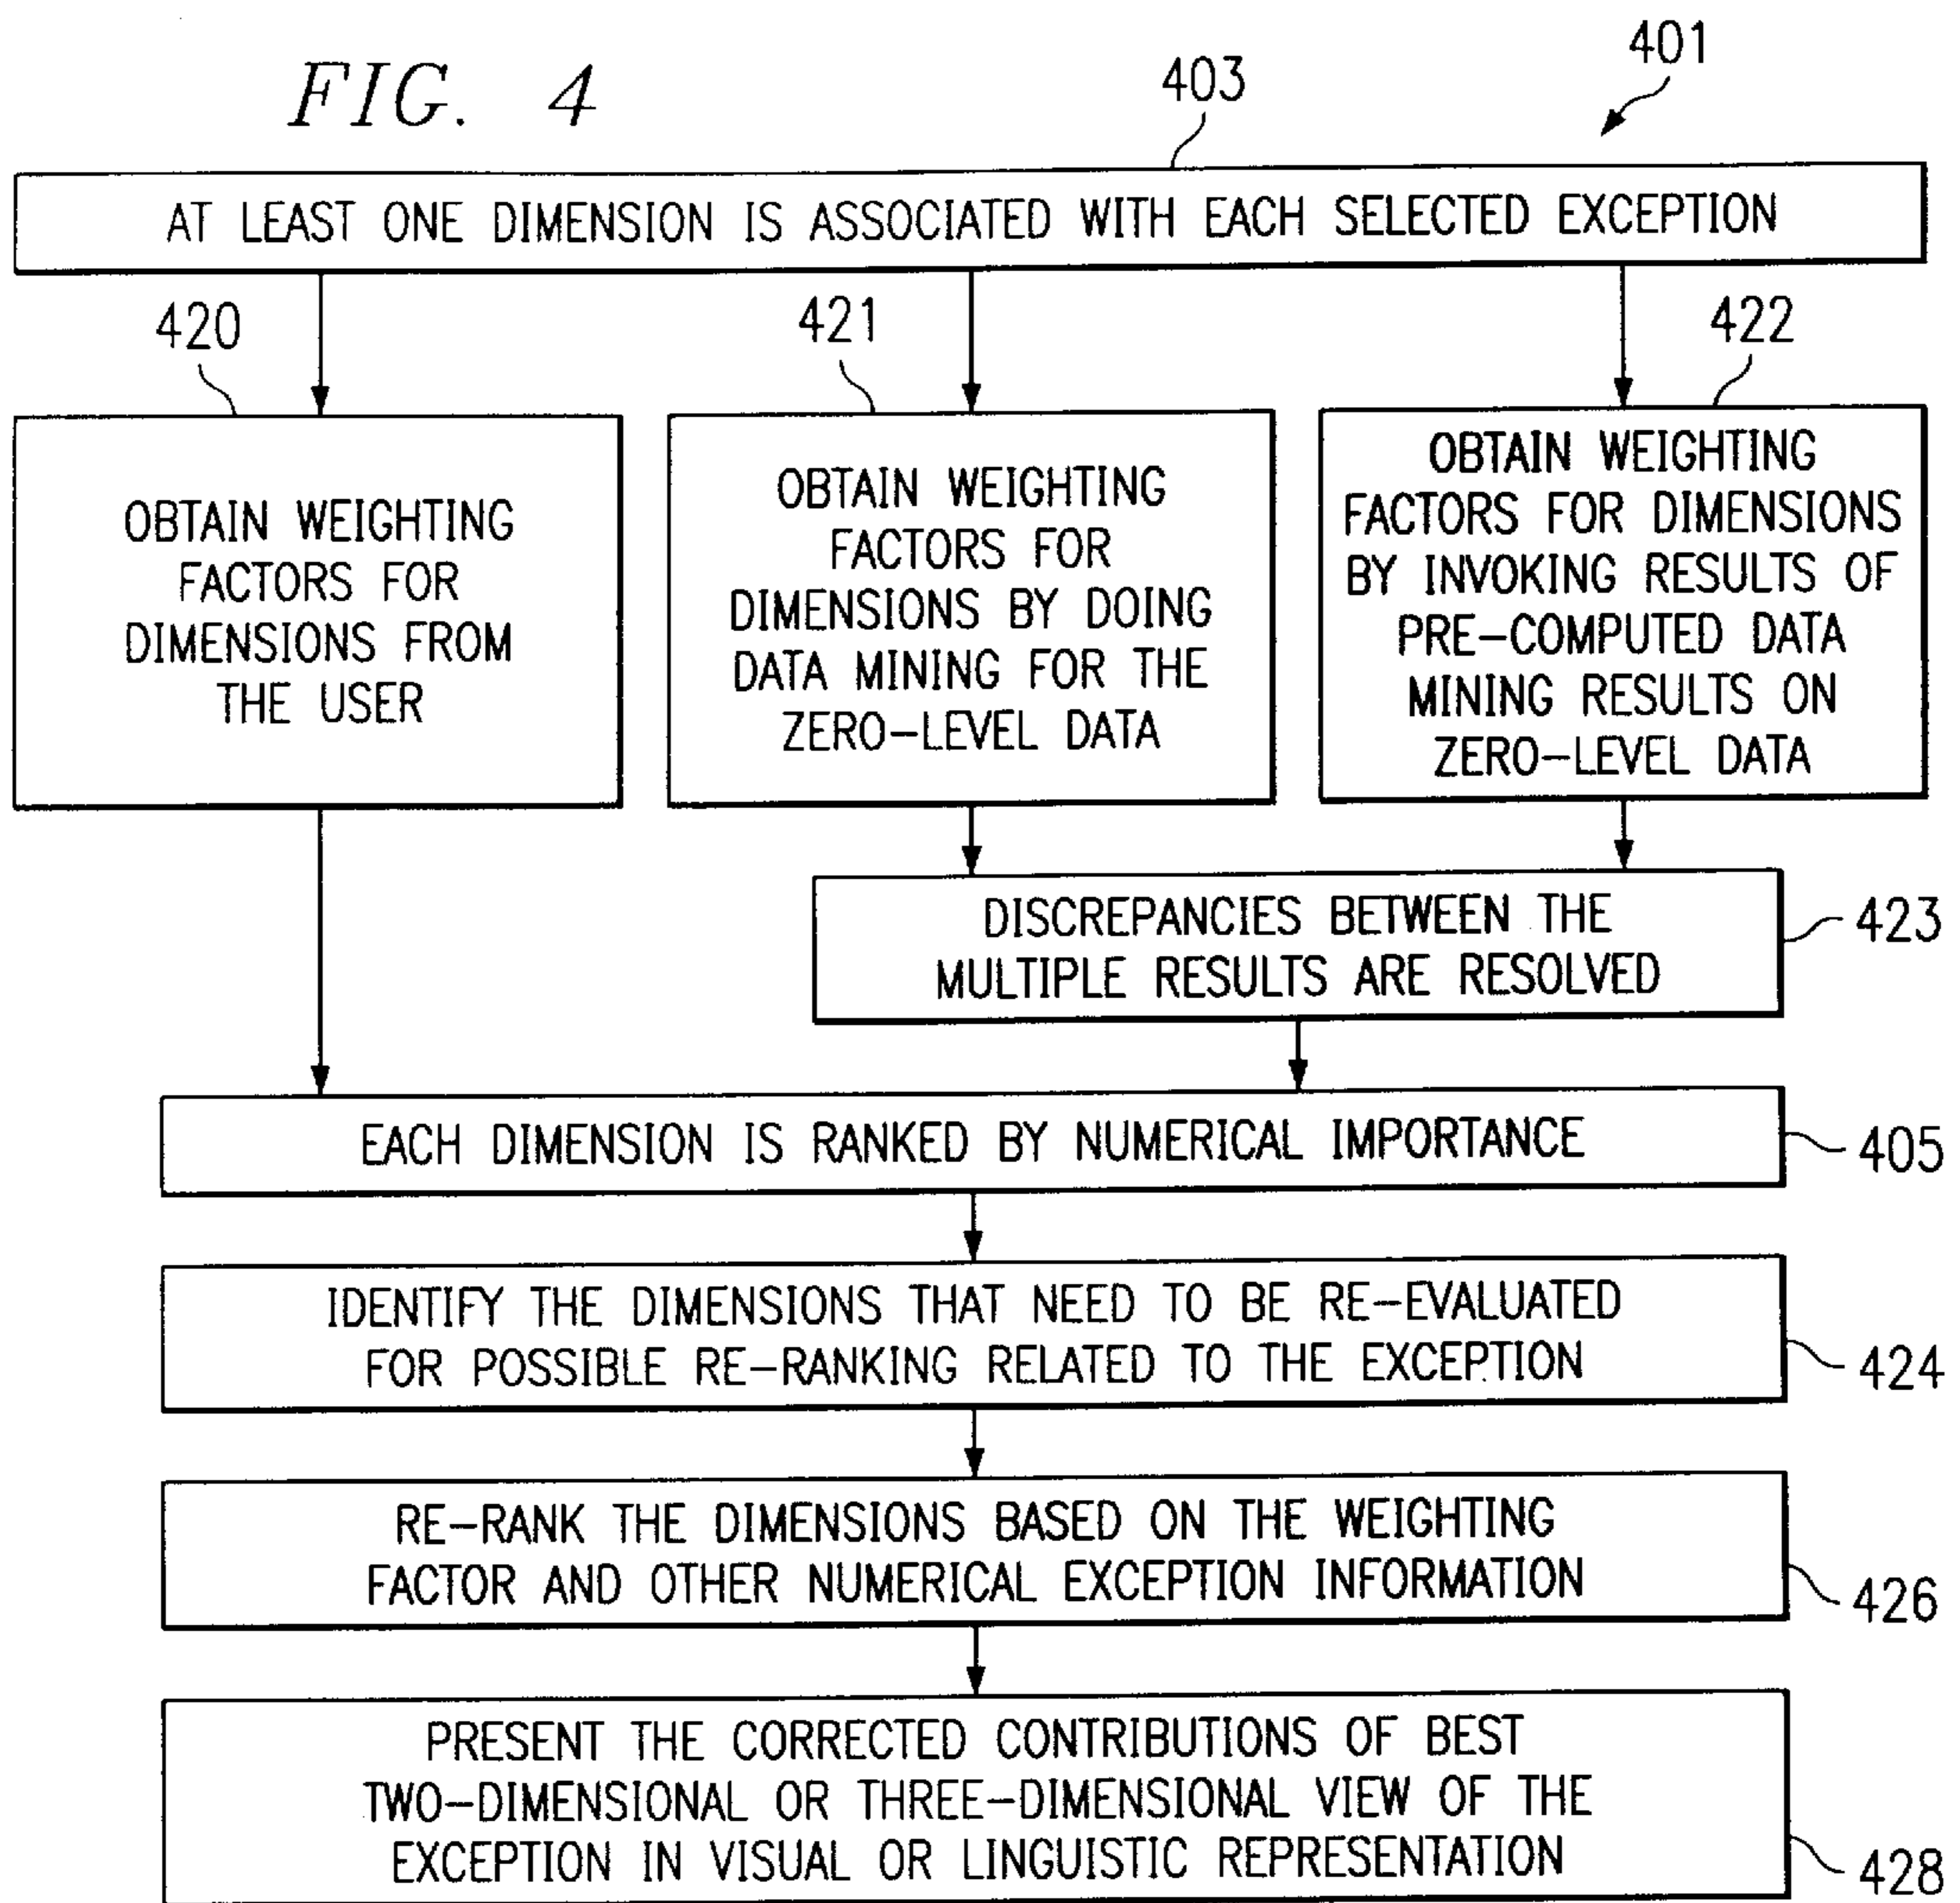 FIG. 4
401
403
AT LEAST ONE DIMENSION IS ASSOCIATED WITH EACH SELECTED EXCEPTION
420
421
422
OBTAIN WEIGHTING
FACTORS FOR
DIMENSIONS FROM
THE USER
OBTAIN WEIGHTING
FACTORS FOR
DIMENSIONS BY DOING
DATA MINING FOR THE
ZERO-LEVEL DATA
OBTAIN WEIGHTING
FACTORS FOR DIMENSIONS
BY INVOKING RESULTS OF
PRE-COMPUTED DATA
MINING RESULTS ON
ZERO-LEVEL DATA
DISCREPANCIES BETWEEN THE
MULTIPLE RESULTS ARE RESOLVED
423
EACH DIMENSION IS RANKED BY NUMERICAL IMPORTANCE
405
IDENTIFY THE DIMENSIONS THAT NEED TO BE RE-EVALUATED
FOR POSSIBLE RE-RANKING RELATED TO THE EXCEPTION
424
RE-RANK THE DIMENSIONS BASED ON THE WEIGHTING
FACTOR AND OTHER NUMERICAL EXCEPTION INFORMATION
426
PRESENT THE CORRECTED CONTRIBUTIONS OF BEST
TWO-DIMENSIONAL OR THREE-DIMENSIONAL VIEW OF THE
EXCEPTION IN VISUAL OR LINGUISTIC REPRESENTATION
428